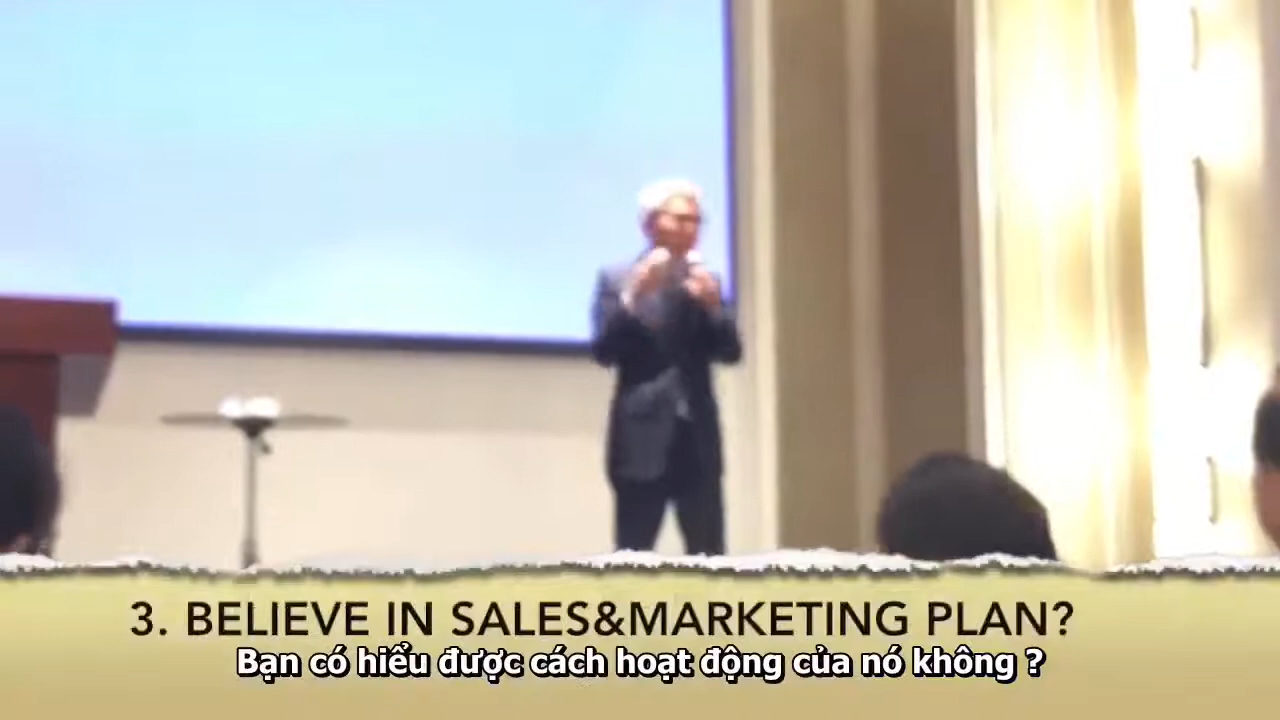 3. BELIEVE IN SALES&MARKETING PLAN?
Bạn có hiểu được cách hoạt động của nó không ?